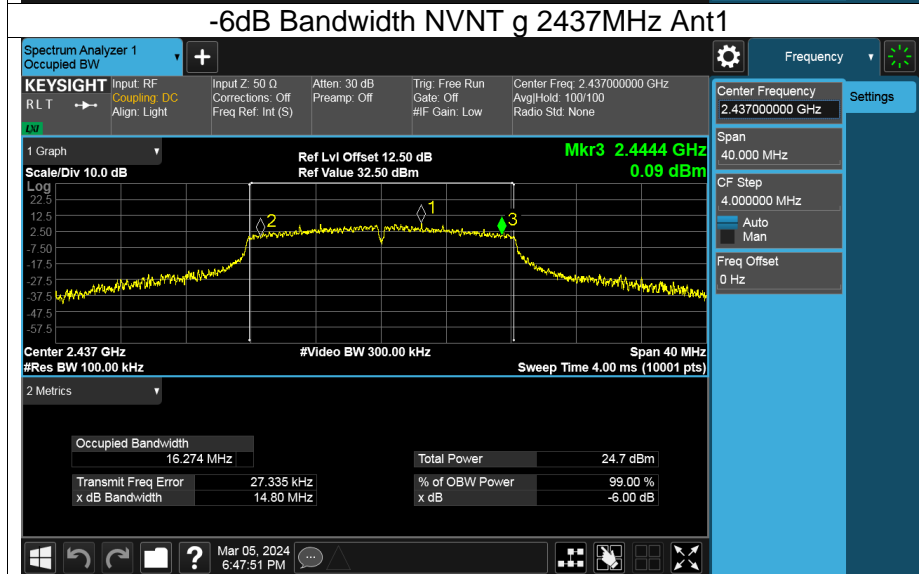 -6dB Bandwidth NVNT g 2437MHz Ant1
Spectrum Analyzer 1
Occupied BW
+
Frequency
KEYSIGHT
R L T
LXI
Input: RF
Coupling: DC
Align: Light
Input Z: 50 Ω
Corrections: Off
Freq Ref: Int (S)
Atten: 30 dB
Preamp: Off
Trig: Free Run
Gate: Off
#IF Gain: Low
Center Freq: 2.437000000 GHz
Avg|Hold: 100/100
Radio Std: None
Center Frequency
2.437000000 GHz
Settings
Span
40.000 MHz
CF Step
4.000000 MHz
Auto
Man
Freq Offset
0 Hz
1 Graph
Scale/Div 10.0 dB
Ref Lvl Offset 12.50 dB
Ref Value 32.50 dBm
Mkr3 2.4444 GHz
0.09 dBm
Log
22.5
12.5
2.50
-7.50
-17.5
-27.5
-37.5
-47.5
-57.5
2
1
3
Center 2.437 GHz
#Video BW 300.00 kHz
Span 40 MHz
#Res BW 100.00 kHz
Sweep Time 4.00 ms (10001 pts)
2 Metrics
Occupied Bandwidth
16.274 MHz
Total Power 24.7 dBm
Transmit Freq Error 27.335 kHz
% of OBW Power 99.00 %
x dB Bandwidth 14.80 MHz
x dB -6.00 dB
?
Mar 05, 2024
6:47:51 PM